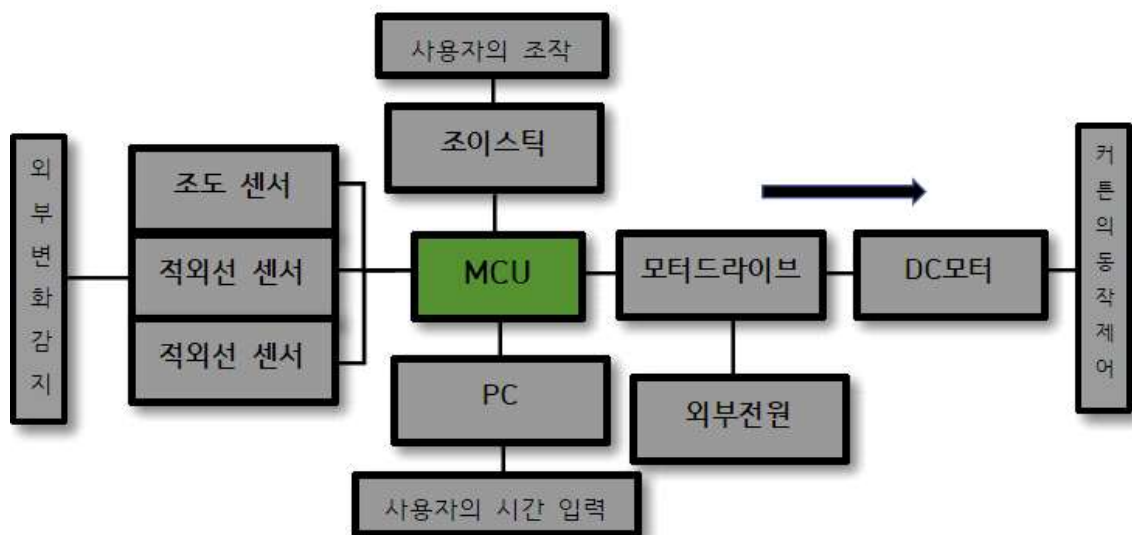 사용자의 조작
조이스틱
외부변화감지
조도 센서
적외선 센서
적외선 센서
MCU
모터드라이브
DC모터
커튼의동작제어
PC
외부전원
사용자의 시간 입력